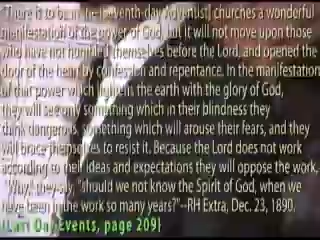 "There is to be in the [seventh-day Adventist] churches a wonderful
manifestation of the power of God, but it will not move upon those
who have not humbled themselves before the Lord, and opened the
door of the heart by confession and repentance. In the manifestation
of that power which lightens the earth with the glory of God,
they will see only something which in their blindness they
think dangerous, something which will arouse their fears, and they
will brace themselves to resist it. Because the Lord does not work
according to their ideas and expectations they will oppose the work.
"Why," they say, "should we not know the Spirit of God, when we
have been in the work so many years?"--RH Extra, Dec. 23, 1890.
{Last Day Events, page 209}